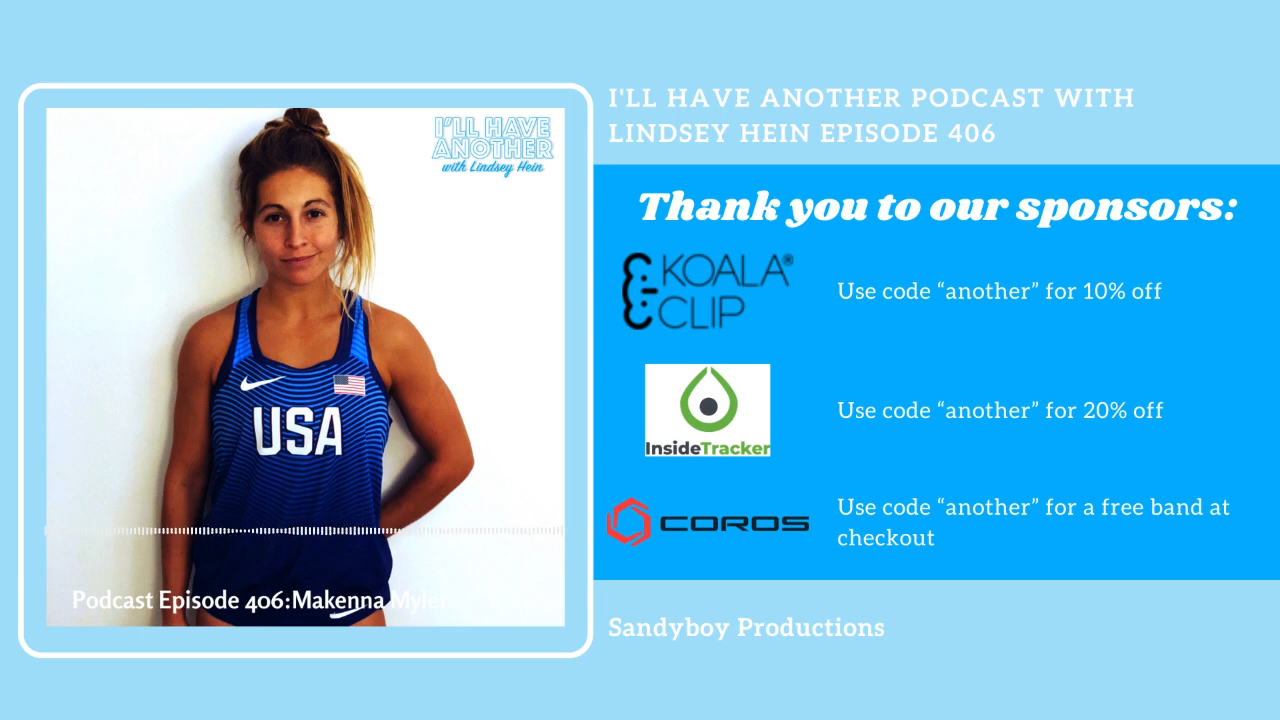 I'LL HAVE
ANOTHER
with Lindsey Hein
USA
Podcast Episode 406:Makenna Myler
I'LL HAVE ANOTHER PODCAST WITH
LINDSEY HEIN EPISODE 406
Thank you to our sponsors:
KOALA®
CLIP
Use code “another” for 10% off
InsideTracker
Use code “another” for 20% off
COROS
Use code “another” for a free band at
checkout
Sandyboy Productions